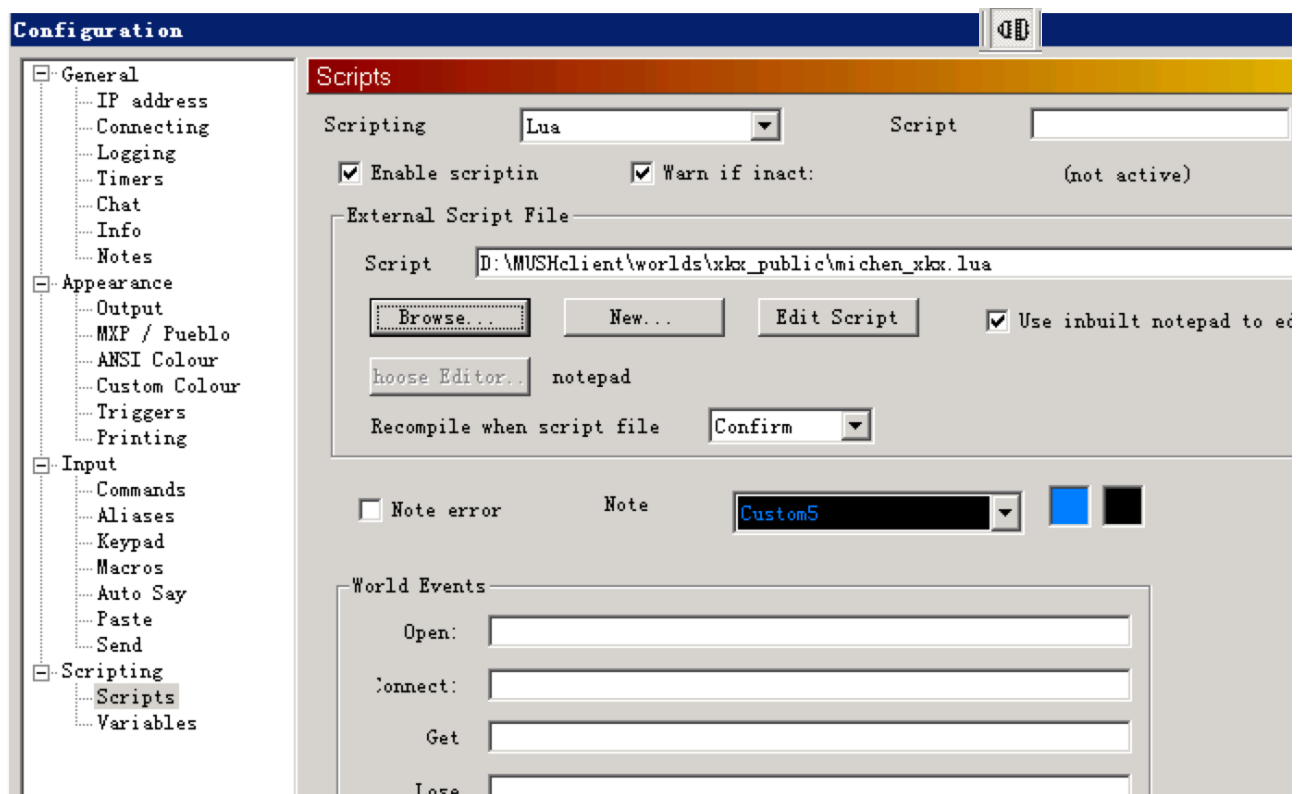 Configuration
General
IP address
Connecting
Logging
Timers
Chat
Info
Notes
Appearance
Output
MXP / Pueblo
ANSI Colour
Custom Colour
Triggers
Printing
Input
Commands
Aliases
Keypad
Macros
Auto Say
Paste
Send
Scripting
Scripts
Variables
Scripts
Scripting Lua Script
Enable scriptin Warn if inact: (not active)
External Script File
Script D:\MUSHclient\worlds\xkx_public\michen_xkx.lua
Browse... New... Edit Script Use inbuilt notepad to ed
hoose Editor.. notepad
Recompile when script file Confirm
Note error Note Custom5
World Events
Open:
onnect:
Get
Lose